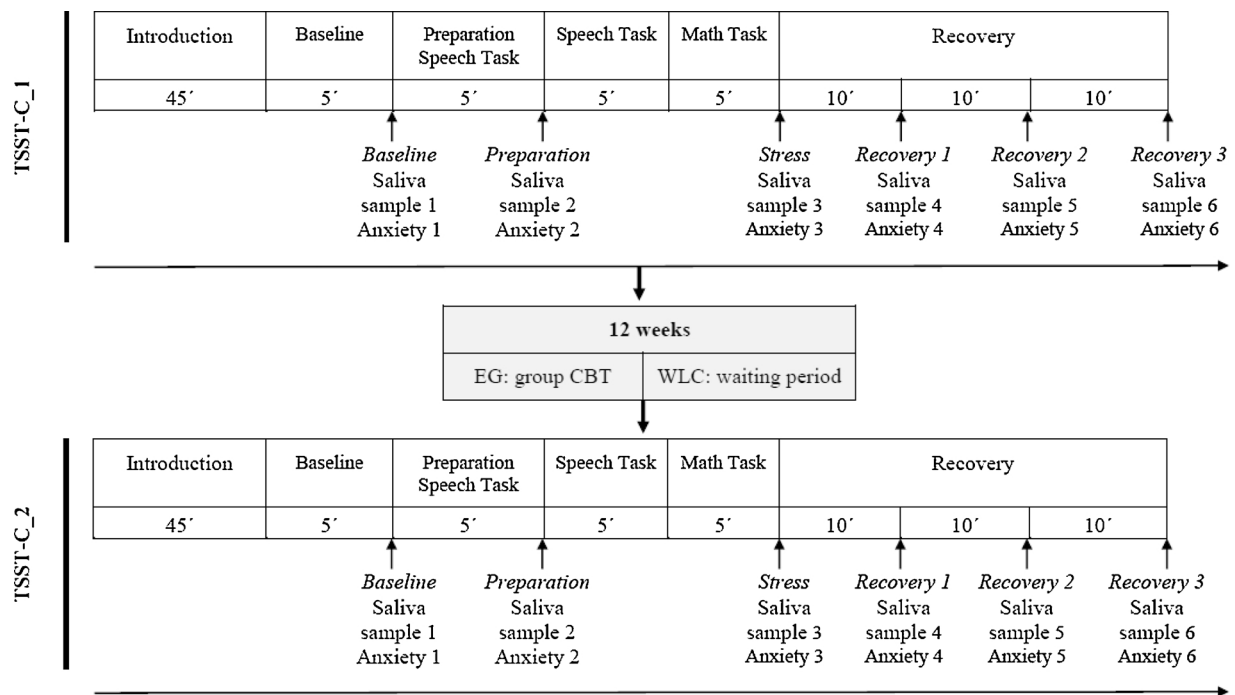 TSST-C_1
Introduction
Baseline
Preparation
Speech Task
Speech Task
Math Task
Recovery
45´
5´
5´
5´
5´
10´
10´
10´
Baseline
Saliva
sample 1
Anxiety 1
Preparation
Saliva
sample 2
Anxiety 2
Stress
Saliva
sample 3
Anxiety 3
Recovery 1
Saliva
sample 4
Anxiety 4
Recovery 2
Saliva
sample 5
Anxiety 5
Recovery 3
Saliva
sample 6
Anxiety 6
12 weeks
EG: group CBT
WLC: waiting period
TSST-C_2
Introduction
Baseline
Preparation
Speech Task
Speech Task
Math Task
Recovery
45´
5´
5´
5´
5´
10´
10´
10´
Baseline
Saliva
sample 1
Anxiety 1
Preparation
Saliva
sample 2
Anxiety 2
Stress
Saliva
sample 3
Anxiety 3
Recovery 1
Saliva
sample 4
Anxiety 4
Recovery 2
Saliva
sample 5
Anxiety 5
Recovery 3
Saliva
sample 6
Anxiety 6